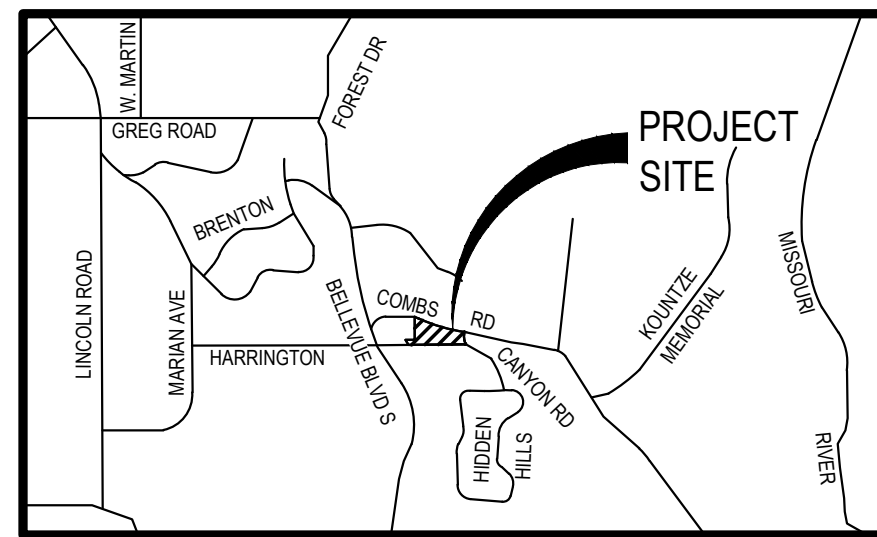 W. MARTIN
FOREST DR
GREG ROAD
PROJECT
SITE
BRENTON
LINCOLN ROAD
MARIAN AVE
BELLEVUE BLVD S
COMBS RD
HARRINGTON
CANYON RD
HIDDEN
HILLS
KOUNTZE
MEMORIAL
MISSOURI
RIVER